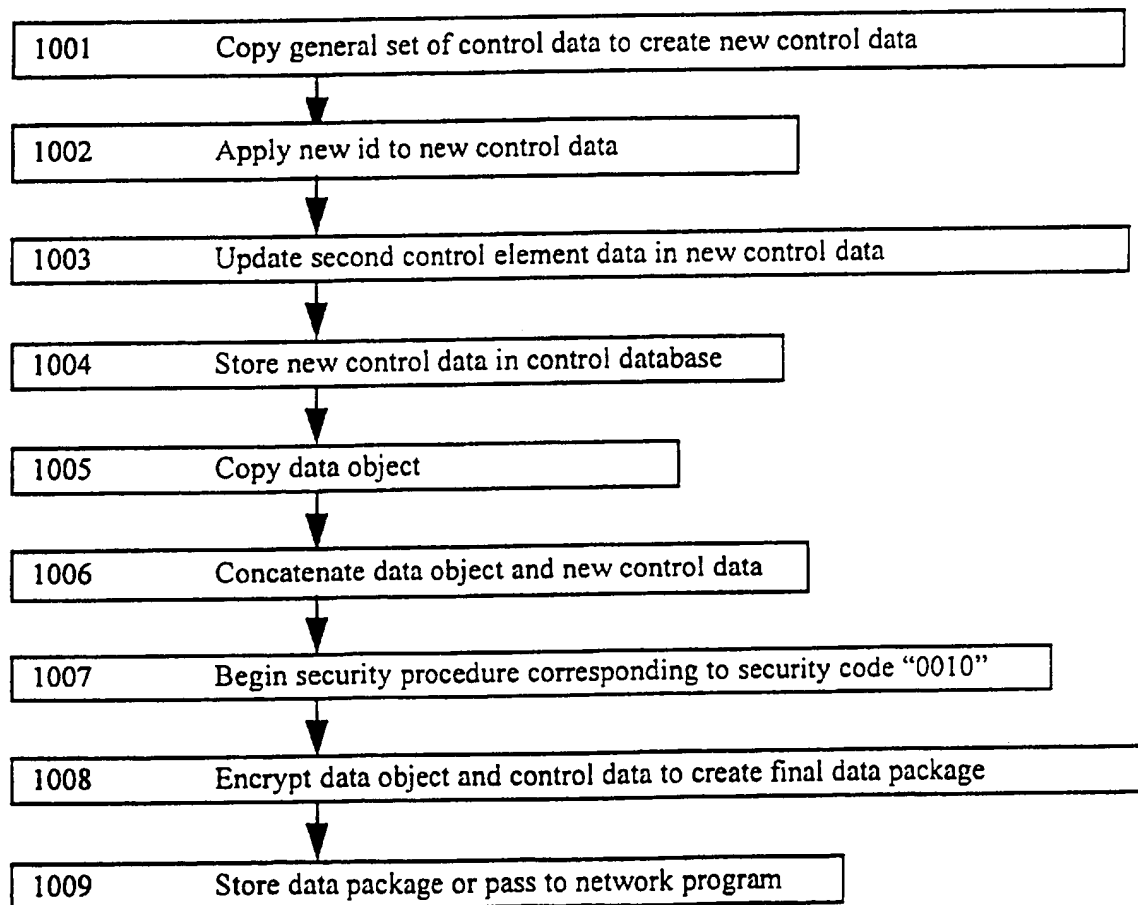 1001 Copy general set of control data to create new control data
1002 Apply new id to new control data
1003 Update second control element data in new control data
1004 Store new control data in control database
1005 Copy data object
1006 Concatenate data object and new control data
1007 Begin security procedure corresponding to security code “0010”
1008 Encrypt data object and control data to create final data package
1009 Store data package or pass to network program